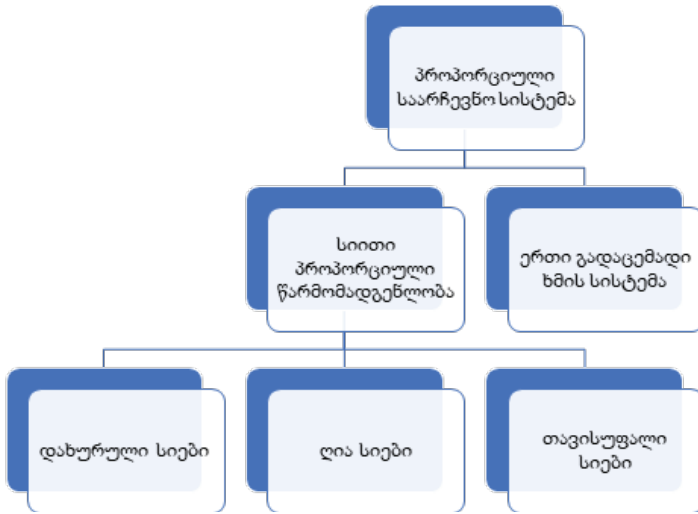 პროპორციული
საარჩევნო სისტემა
სიითი
პროპორციული
წარმომადგენლობა
ერთი გადაცემადი
ხმის სისტემა
დახურული სიები
ღია სიები
თავისუფალი
სიები